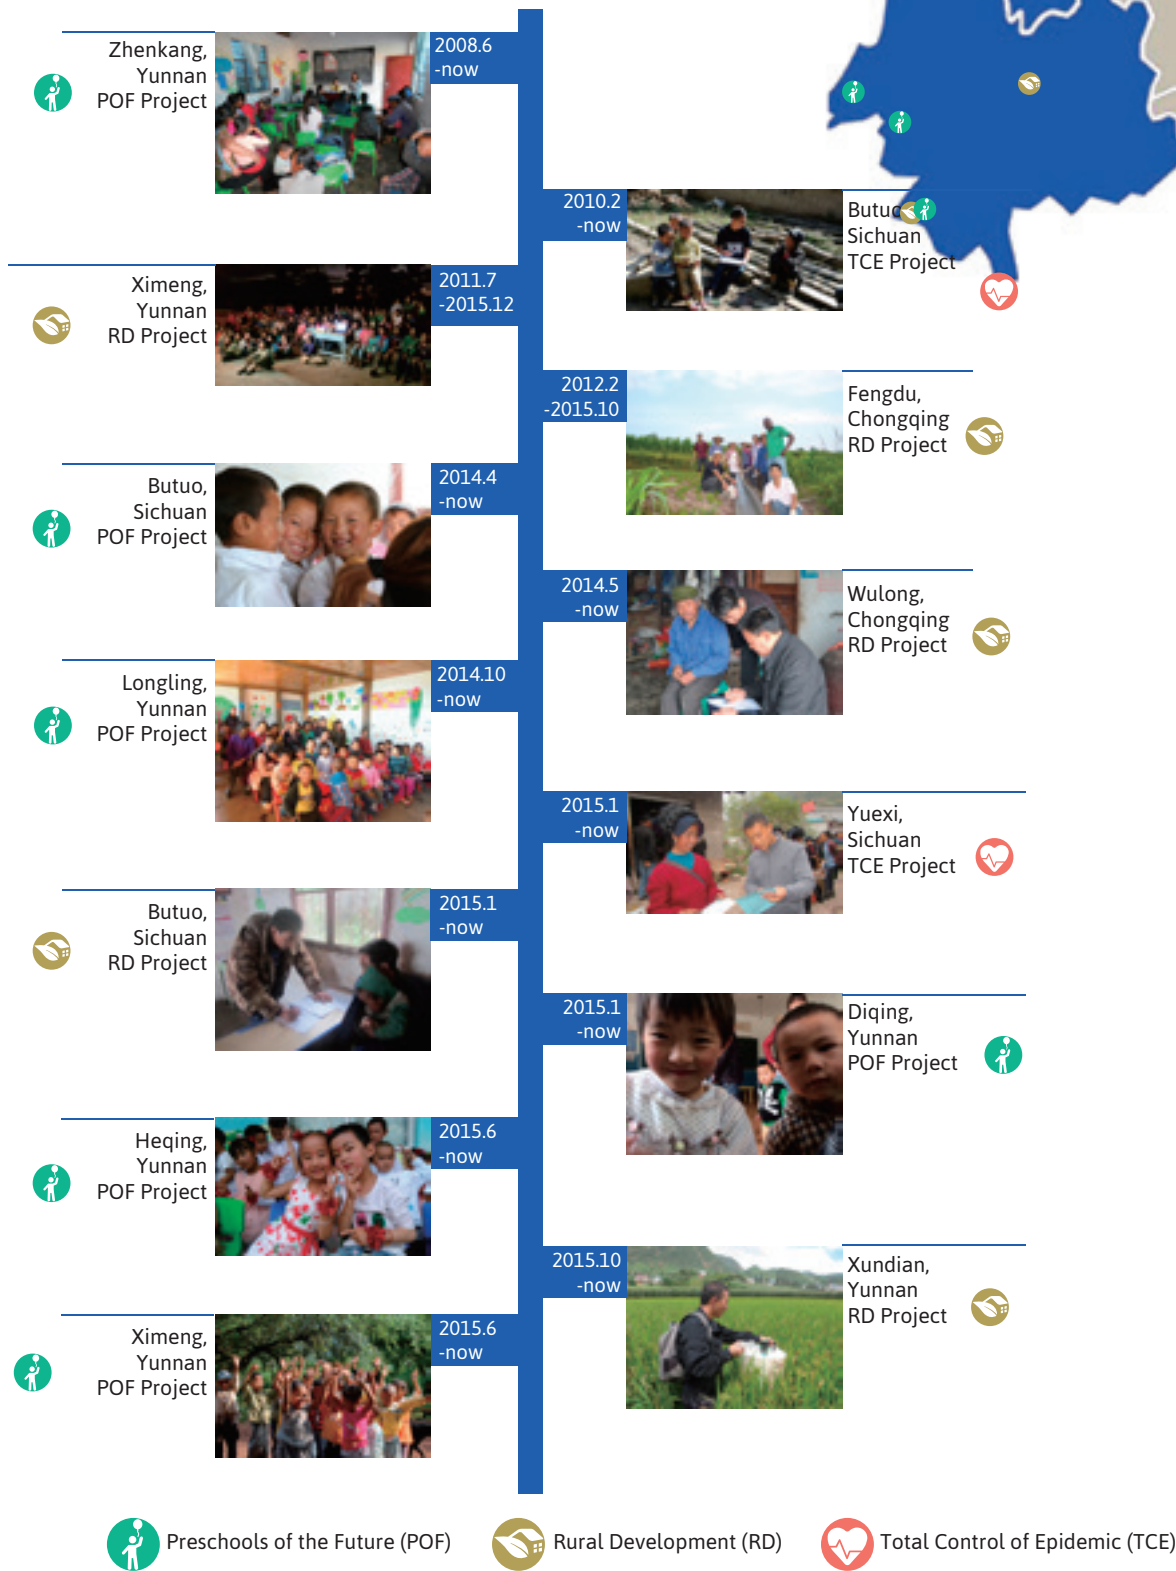 Zhenkang,
Yunnan
POF Project
2008.6
-now
2010.2
-now
Butuo
Sichuan
TCE Project
Ximeng,
Yunnan
RD Project
2011.7
-2015.12
2012.2
-2015.10
Fengdu,
Chongqing
RD Project
Butuo,
Sichuan
POF Project
2014.4
-now
2014.5
-now
Wulong,
Chongqing
RD Project
Longling,
Yunnan
POF Project
2014.10
-now
2015.1
-now
Yuexi,
Sichuan
TCE Project
Butuo,
Sichuan
RD Project
2015.1
-now
2015.1
-now
Diqing,
Yunnan
POF Project
Heqing,
Yunnan
POF Project
2015.6
-now
2015.10
-now
Xundian,
Yunnan
RD Project
Ximeng,
Yunnan
POF Project
2015.6
-now
Preschools of the Future (POF)
Rural Development (RD)
Total Control of Epidemic (TCE)